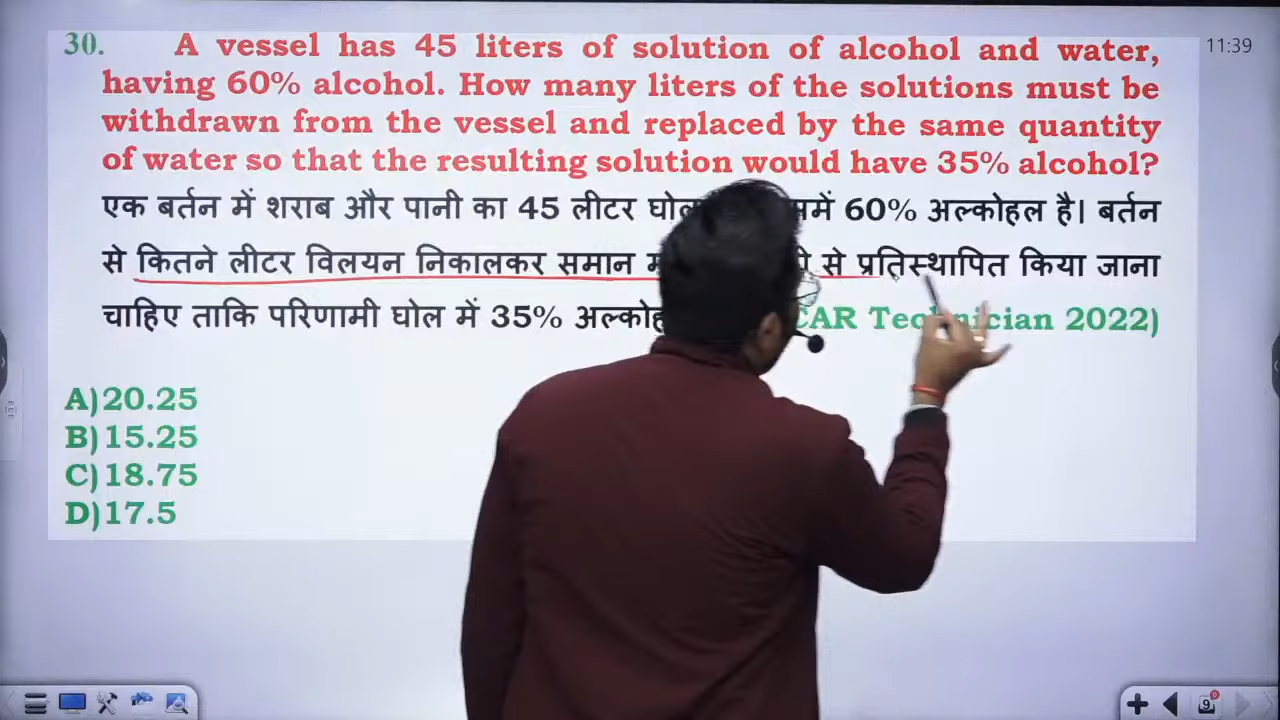 30. A vessel has 45 liters of solution of alcohol and water,
having 60% alcohol. How many liters of the solutions must be
withdrawn from the vessel and replaced by the same quantity
of water so that the resulting solution would have 35% alcohol?
एक बर्तन में शराब और पानी का 45 लीटर 60% अल्कोहल है। बर्तन
से कितने लीटर विलयन निकालकर समान से प्रतिस्थापित किया जाना
चाहिए ताकि परिणामी घोल में 35% Technician 2022)
A)20.25
B)15.25
C)18.75
D)17.5
11:39